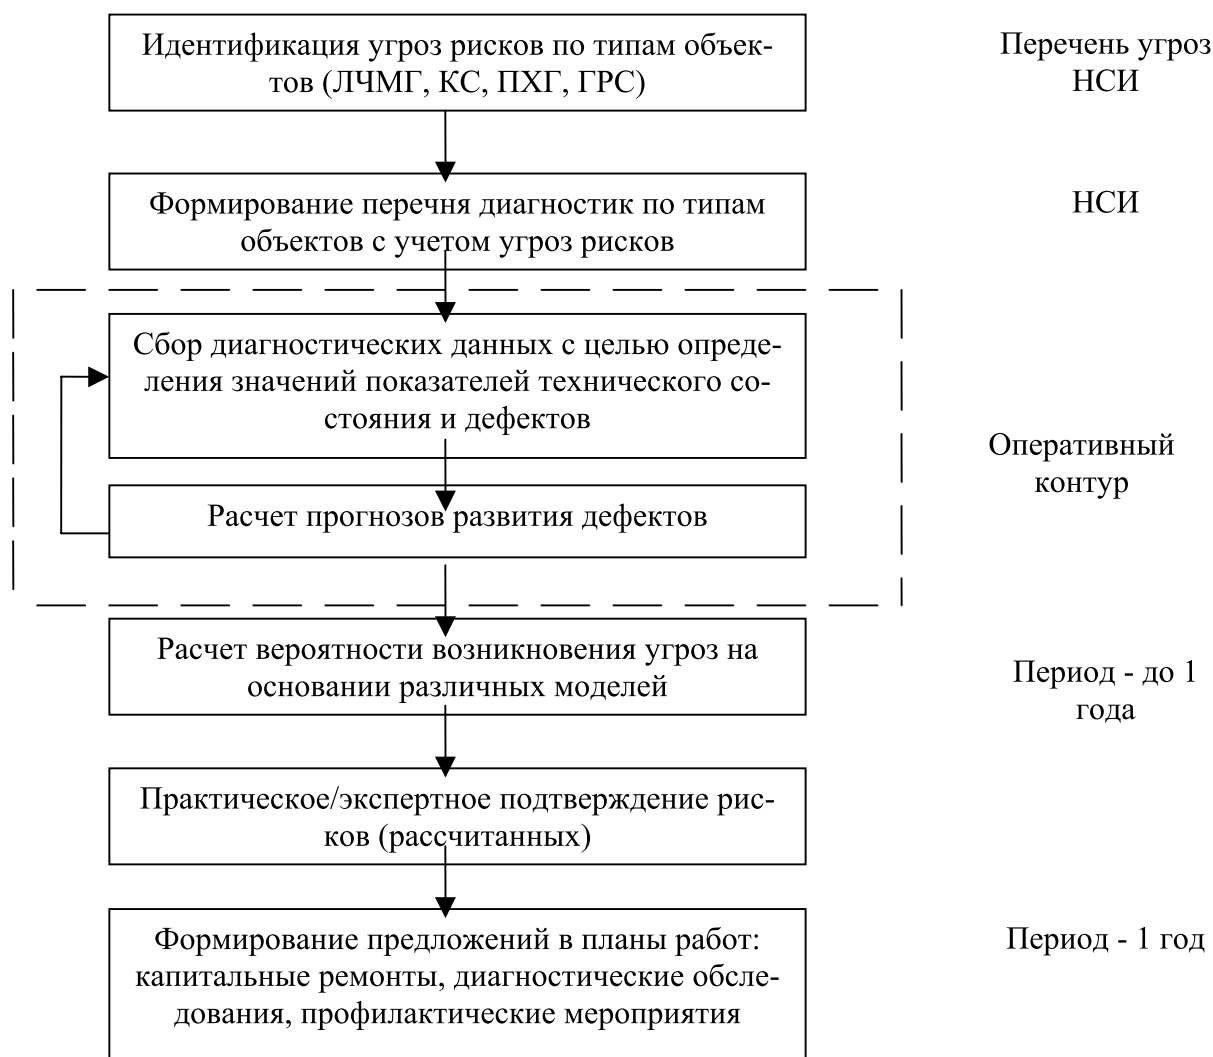 Идентификация угроз рисков по типам объек-
тов (ЛЧМГ, КС, ПХГ, ГРС)
Перечень угроз
НСИ
Формирование перечня диагностик по типам
объектов с учетом угроз рисков
НСИ
Сбор диагностических данных с целью опреде-
ления значений показателей технического со-
стояния и дефектов
Оперативный
контур
Расчет прогнозов развития дефектов
Расчет вероятности возникновения угроз на
основании различных моделей
Период - до 1
года
Практическое/экспертное подтверждение рис-
ков (рассчитанных)
Формирование предложений в планы работ:
капитальные ремонты, диагностические обсле-
дования, профилактические мероприятия
Период - 1 год